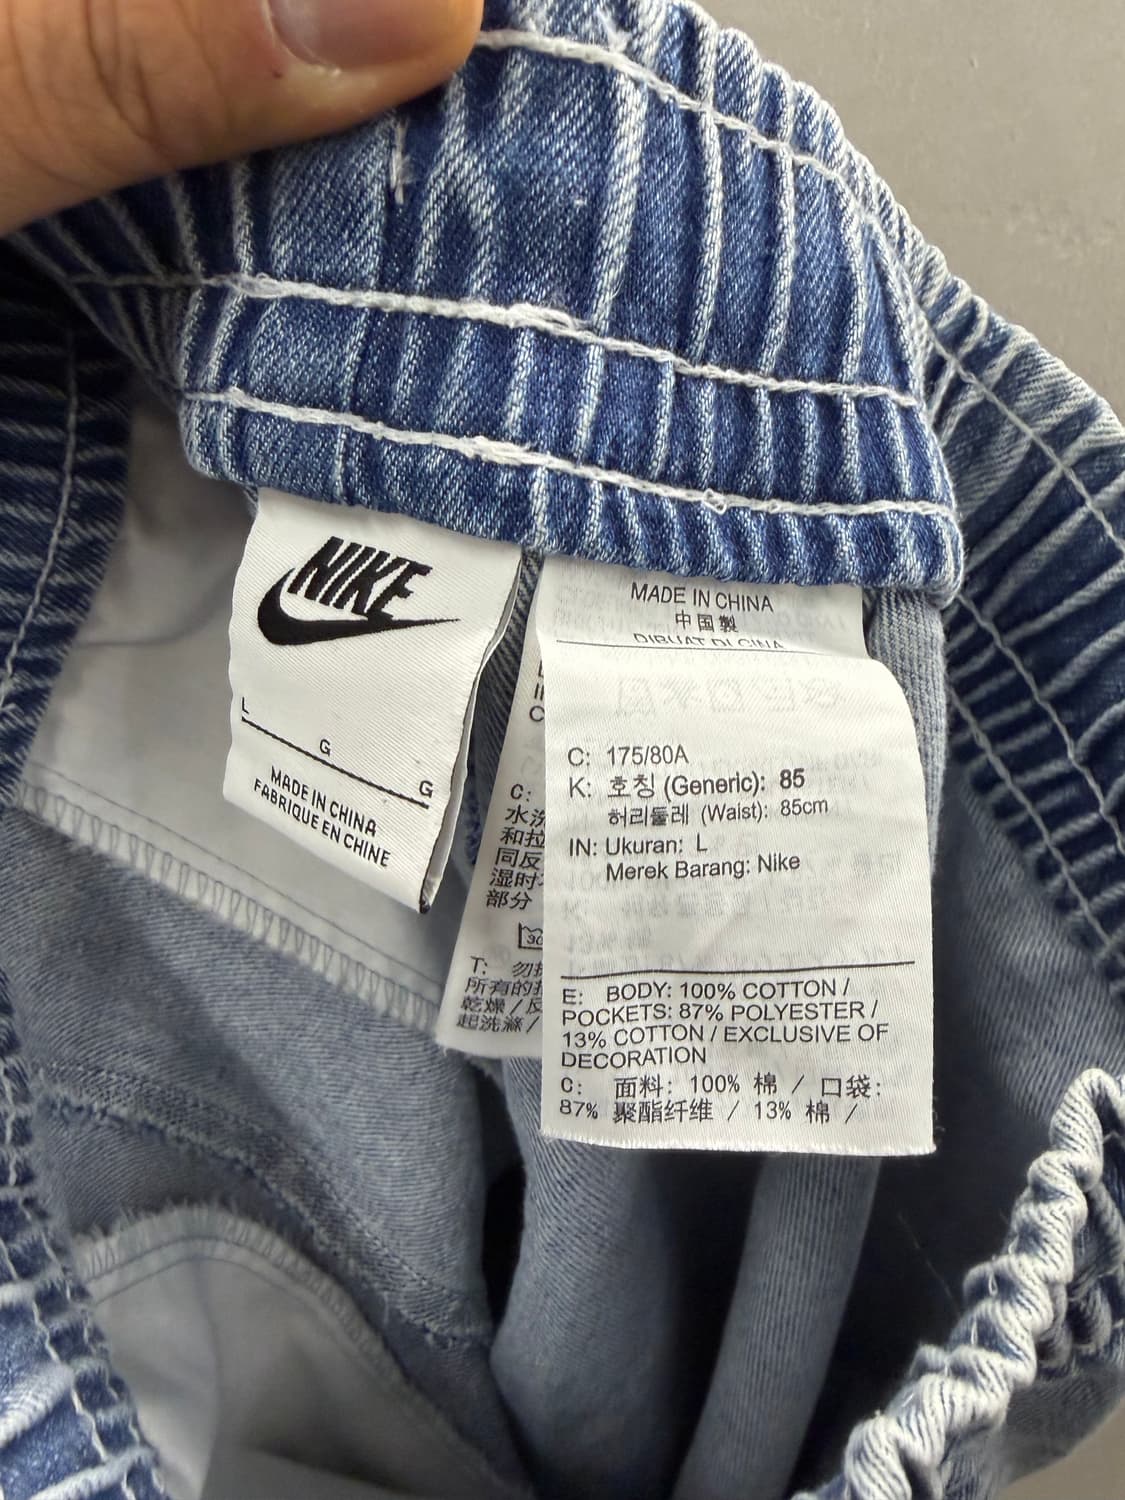 NIKE
L
G
G
MADE IN CHINA
FABRIQUE EN CHINE
MADE IN CHINA
中国製
DIBUAT DI CINA
C: 175/80A
K: 호칭 (Generic): 85
허리둘레 (Waist): 85cm
IN: Ukuran: L
Merek Barang: Nike
E: BODY: 100% COTTON /
POCKETS: 87% POLYESTER /
13% COTTON / EXCLUSIVE OF
DECORATION
C: 面料: 100% 棉 / 口袋:
87% 聚酯纤维 / 13% 棉 /
C:
水洗
和拉
同反
湿时
部分
30
T: 勿
所有的
乾燥 / 反
起洗滌 /